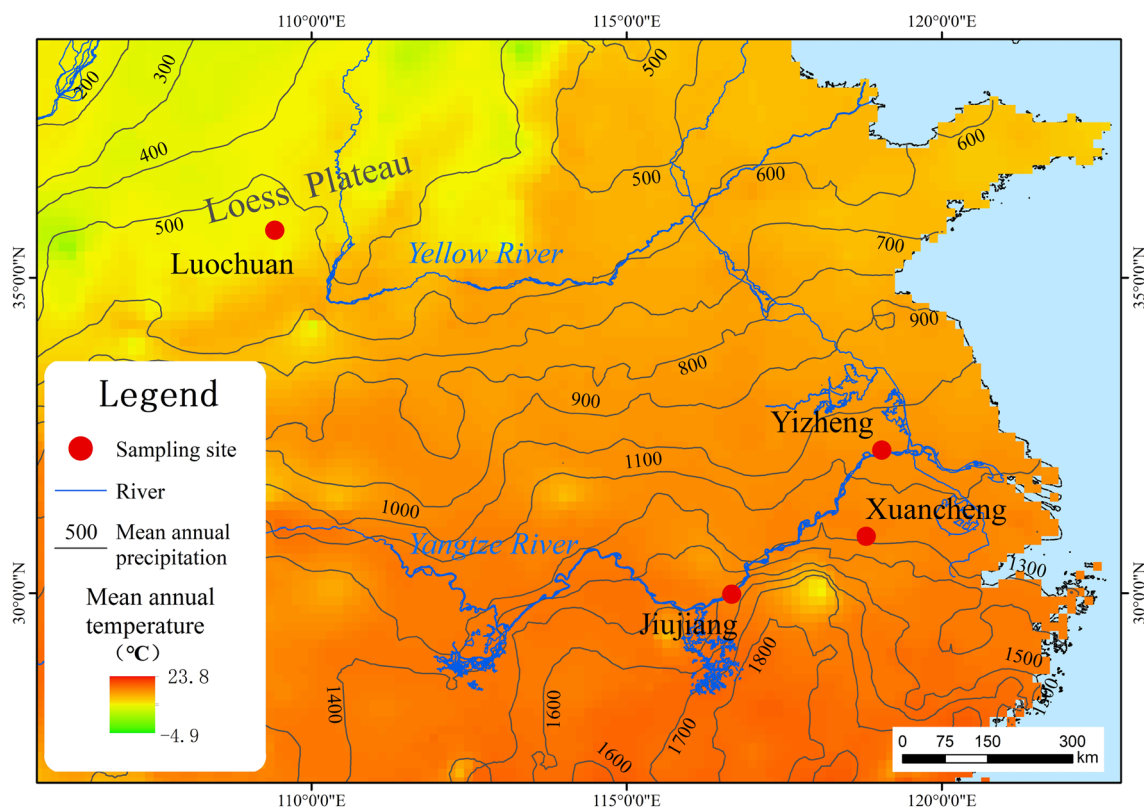 110°0'0"E
115°0'0"E
120°0'0"E
200
300
400
500
500
500
600
600
700
Loess Plateau
Luochuan
Yellow River
35°0'0"N
35°0'0"N
900
800
900
Yizheng
1100
1000
Xuancheng
Yangtze River
1300
30°0'0"N
30°0'0"N
Jiujiang
1800
1500
1500
1400
1600
1700
1600
Legend
Sampling site
River
500
Mean annual
precipitation
Mean annual
temperature
(℃)
23.8
-4.9
0 75 150 300
km
110°0'0"E
115°0'0"E
120°0'0"E